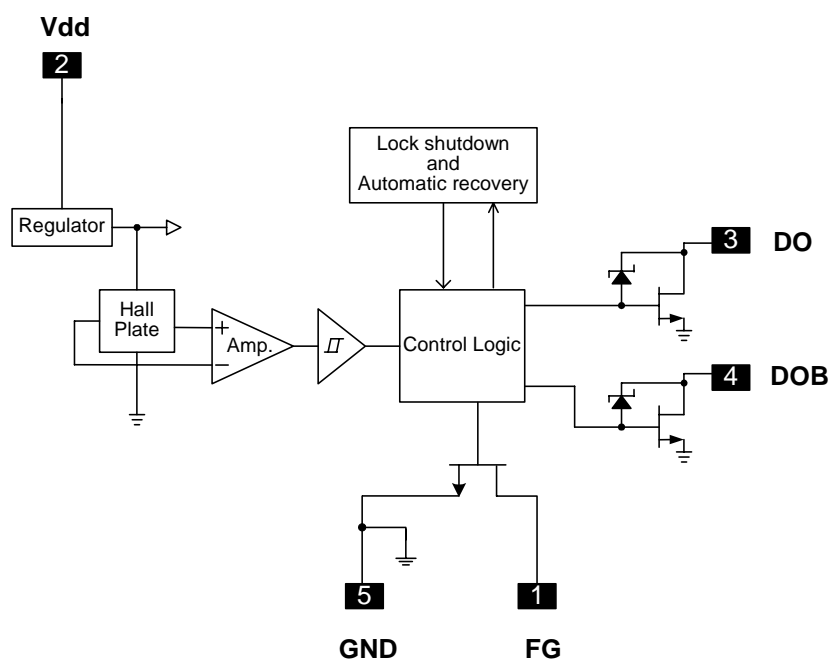 Vdd
2
Lock shutdown
and
Automatic recovery
Regulator
3 DO
Hall
Plate
+
Amp.
−
Control Logic
4 DOB
5
1
GND
FG